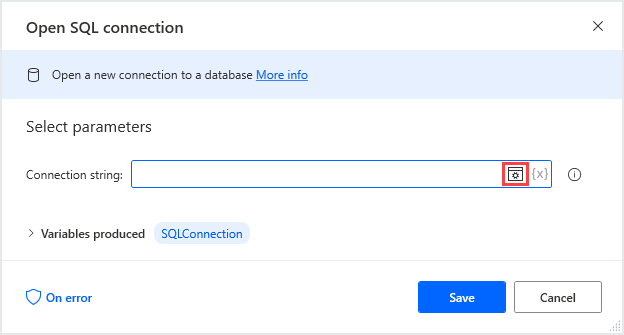 Open SQL connection
Open a new connection to a database More info
Select parameters
Connection string: {x}
Variables produced SQLConnection
On error Save Cancel